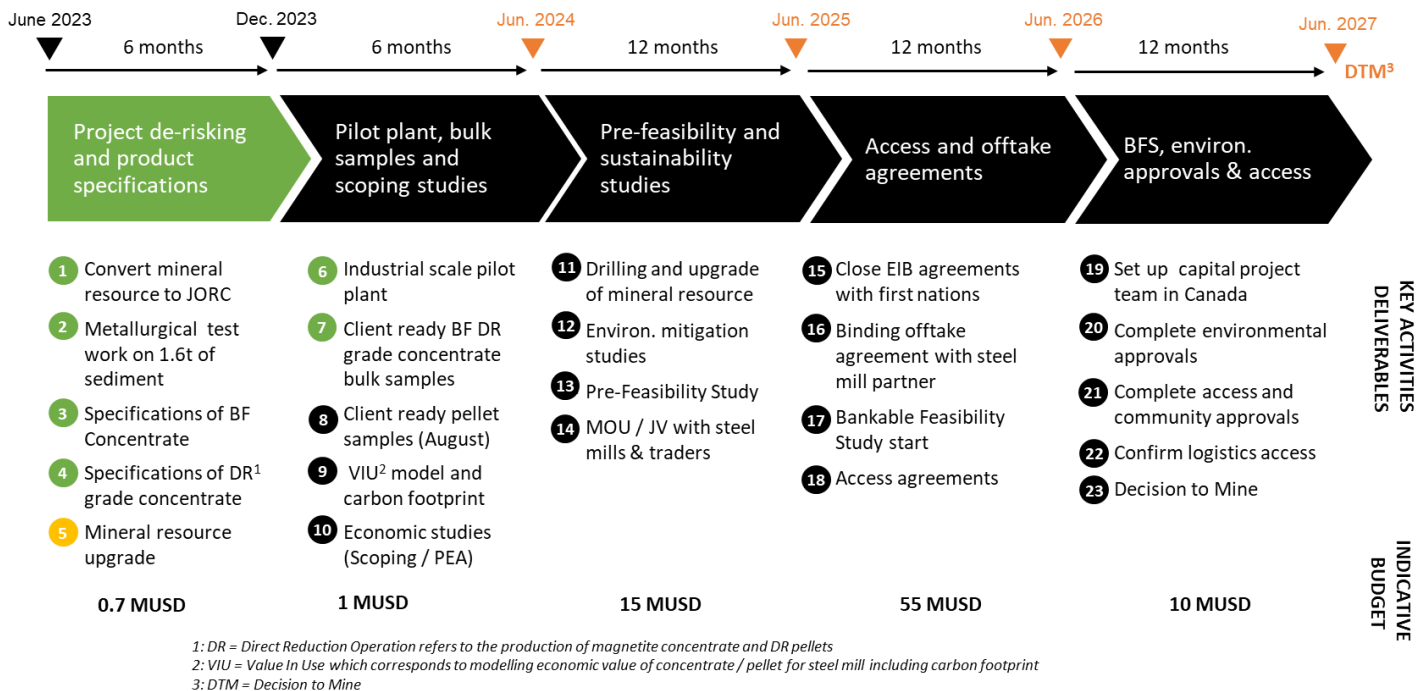 June 2023
Dec. 2023
Jun. 2024
Jun. 2025
Jun. 2026
Jun. 2027
6 months
6 months
12 months
12 months
12 months
DTM³
Project de-risking
and product
specifications
Pilot plant, bulk
samples and
scoping studies
Pre-feasibility and
sustainability
studies
Access and offtake
agreements
BFS, environ.
approvals & access
1 Convert mineral
resource to JORC
2 Metallurgical test
work on 1.6t of
sediment
3 Specifications of BF
Concentrate
4 Specifications of DR¹
grade concentrate
5 Mineral resource
upgrade
6 Industrial scale pilot
plant
7 Client ready BF DR
grade concentrate
bulk samples
8 Client ready pellet
samples (August)
9 VIU² model and
carbon footprint
10 Economic studies
(Scoping / PEA)
11 Drilling and upgrade
of mineral resource
12 Environ. mitigation
studies
13 Pre-Feasibility Study
14 MOU / JV with steel
mills & traders
15 Close EIB agreements
with first nations
16 Binding offtake
agreement with steel
mill partner
17 Bankable Feasibility
Study start
18 Access agreements
19 Set up capital project
team in Canada
20 Complete environmental
approvals
21 Complete access and
community approvals
22 Confirm logistics access
23 Decision to Mine
KEY ACTIVITIES
DELIVERABLES
0.7 MUSD
1 MUSD
15 MUSD
55 MUSD
10 MUSD
INDICATIVE
BUDGET
1: DR = Direct Reduction Operation refers to the production of magnetite concentrate and DR pellets
2: VIU = Value In Use which corresponds to modelling economic value of concentrate / pellet for steel mill including carbon footprint
3: DTM = Decision to Mine